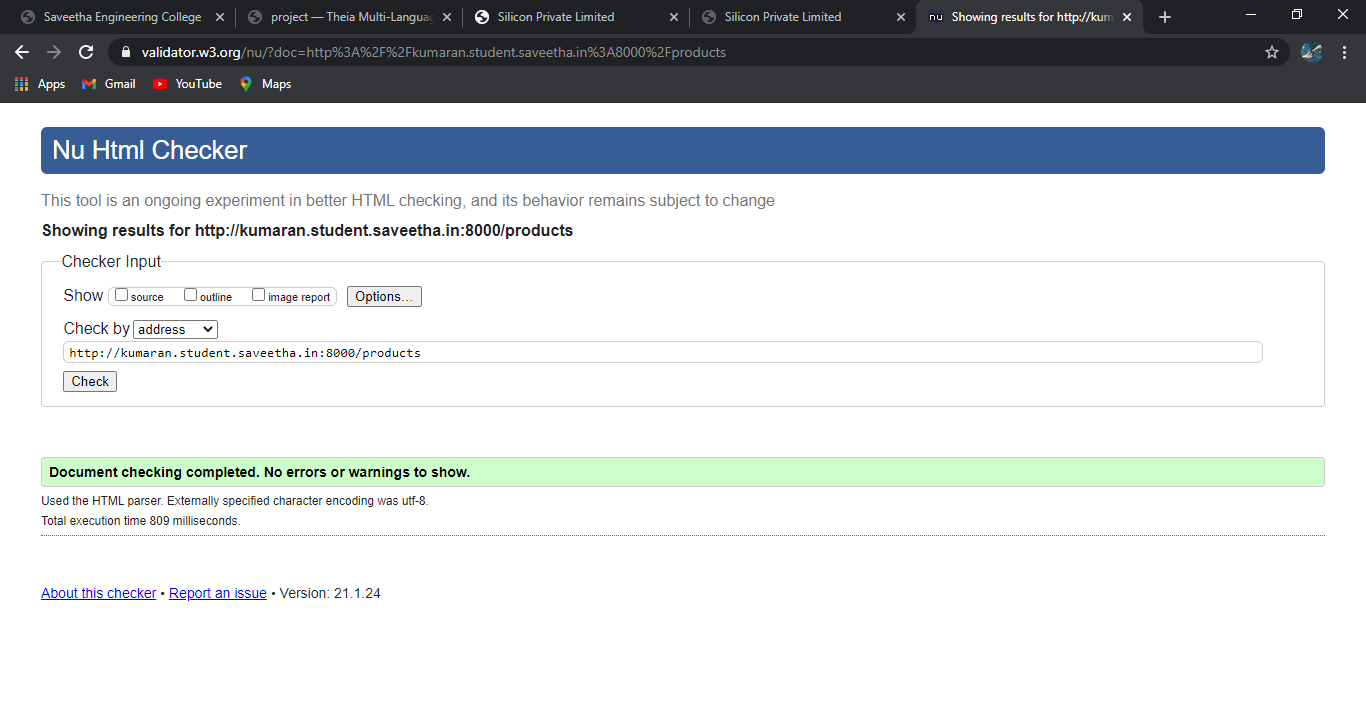 Saveetha Engineering College
project — Theia Multi-Languag
Silicon Private Limited
Silicon Private Limited
nu Showing results for http://kum
validator.w3.org/nu/?doc=http%3A%2F%2Fkumaran.student.saveetha.in%3A8000%2Fproducts
Apps Gmail YouTube Maps
Nu Html Checker
This tool is an ongoing experiment in better HTML checking, and its behavior remains subject to change
Showing results for http://kumaran.student.saveetha.in:8000/products
Checker Input
Show source outline image report Options...
Check by address
http://kumaran.student.saveetha.in:8000/products
Check
Document checking completed. No errors or warnings to show.
Used the HTML parser. Externally specified character encoding was utf-8.
Total execution time 809 milliseconds.
About this checker • Report an issue • Version: 21.1.24